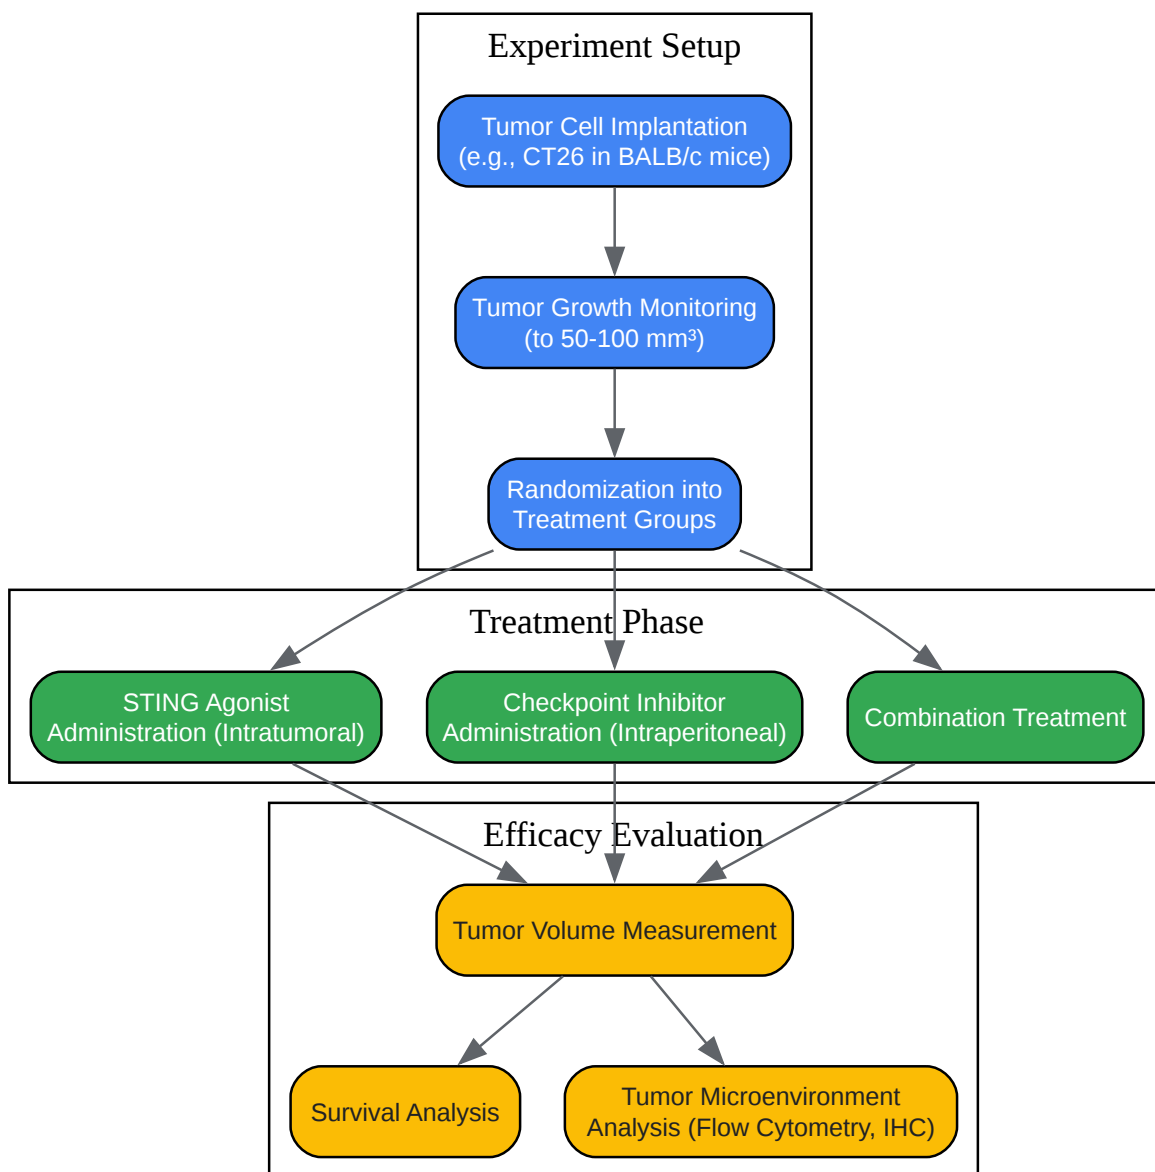 Experiment Setup
Tumor Cell Implantation
(e.g., CT26 in BALB/c mice)
Tumor Growth Monitoring
(to 50-100 mm³)
Randomization into
Treatment Groups
Treatment Phase
STING Agonist
Administration (Intratumoral)
Checkpoint Inhibitor
Administration (Intraperitoneal)
Combination Treatment
Efficacy Evaluation
Tumor Volume Measurement
Survival Analysis
Tumor Microenvironment
Analysis (Flow Cytometry, IHC)